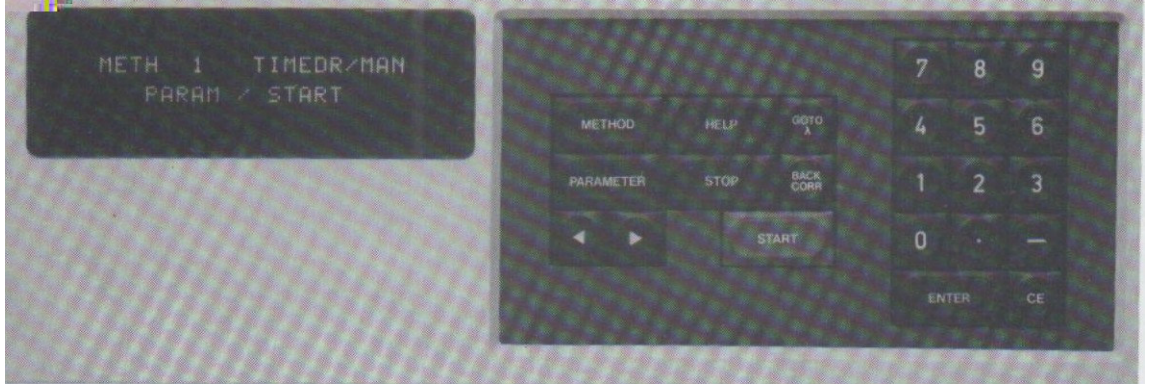 METH 1 TIMEDR/MAN
PARAM / START
7 8 9
METHOD HELP GOTO λ
4 5 6
PARAMETER STOP BACK CORR
1 2 3
◄ ► START
0 . —
ENTER CE